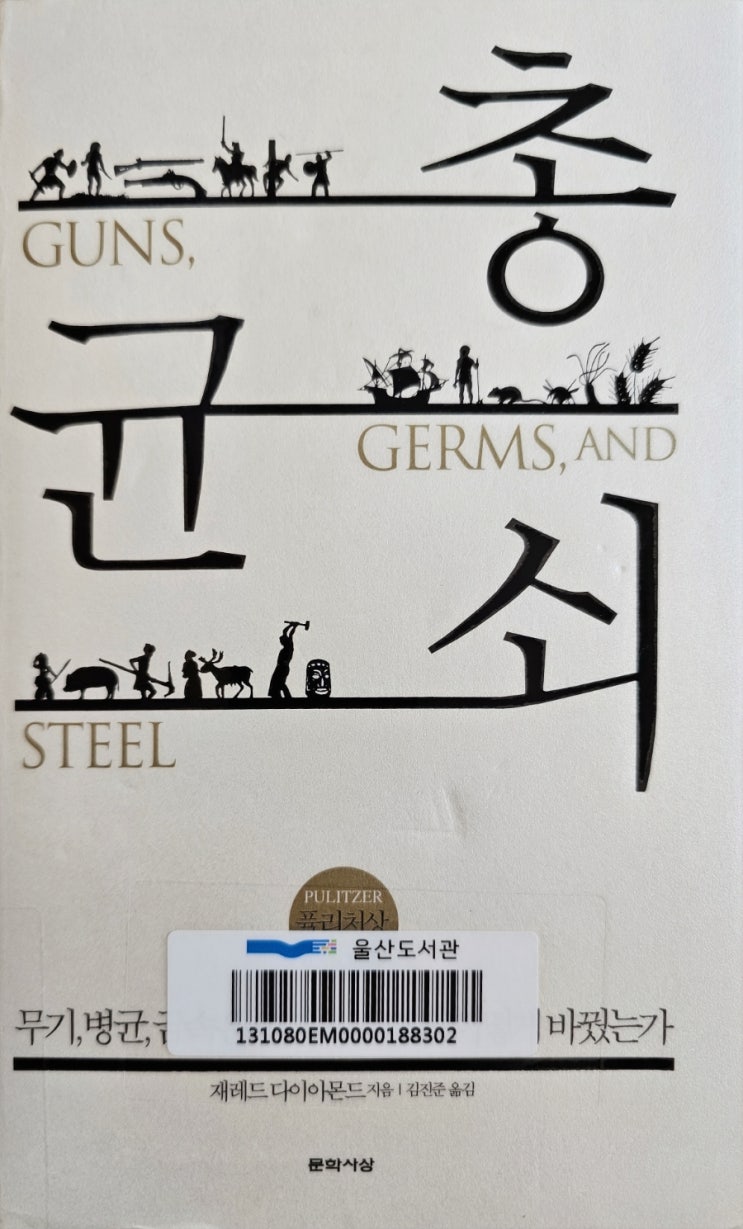 총
GUNS,
균
GERMS, AND
쇠
STEEL
PULITZER
퓰리처상
울산도서관
131080EM0000188302
무기, 병균, 바꿨는가
재레드 다이아몬드 지음 | 김진준 옮김
문학사상